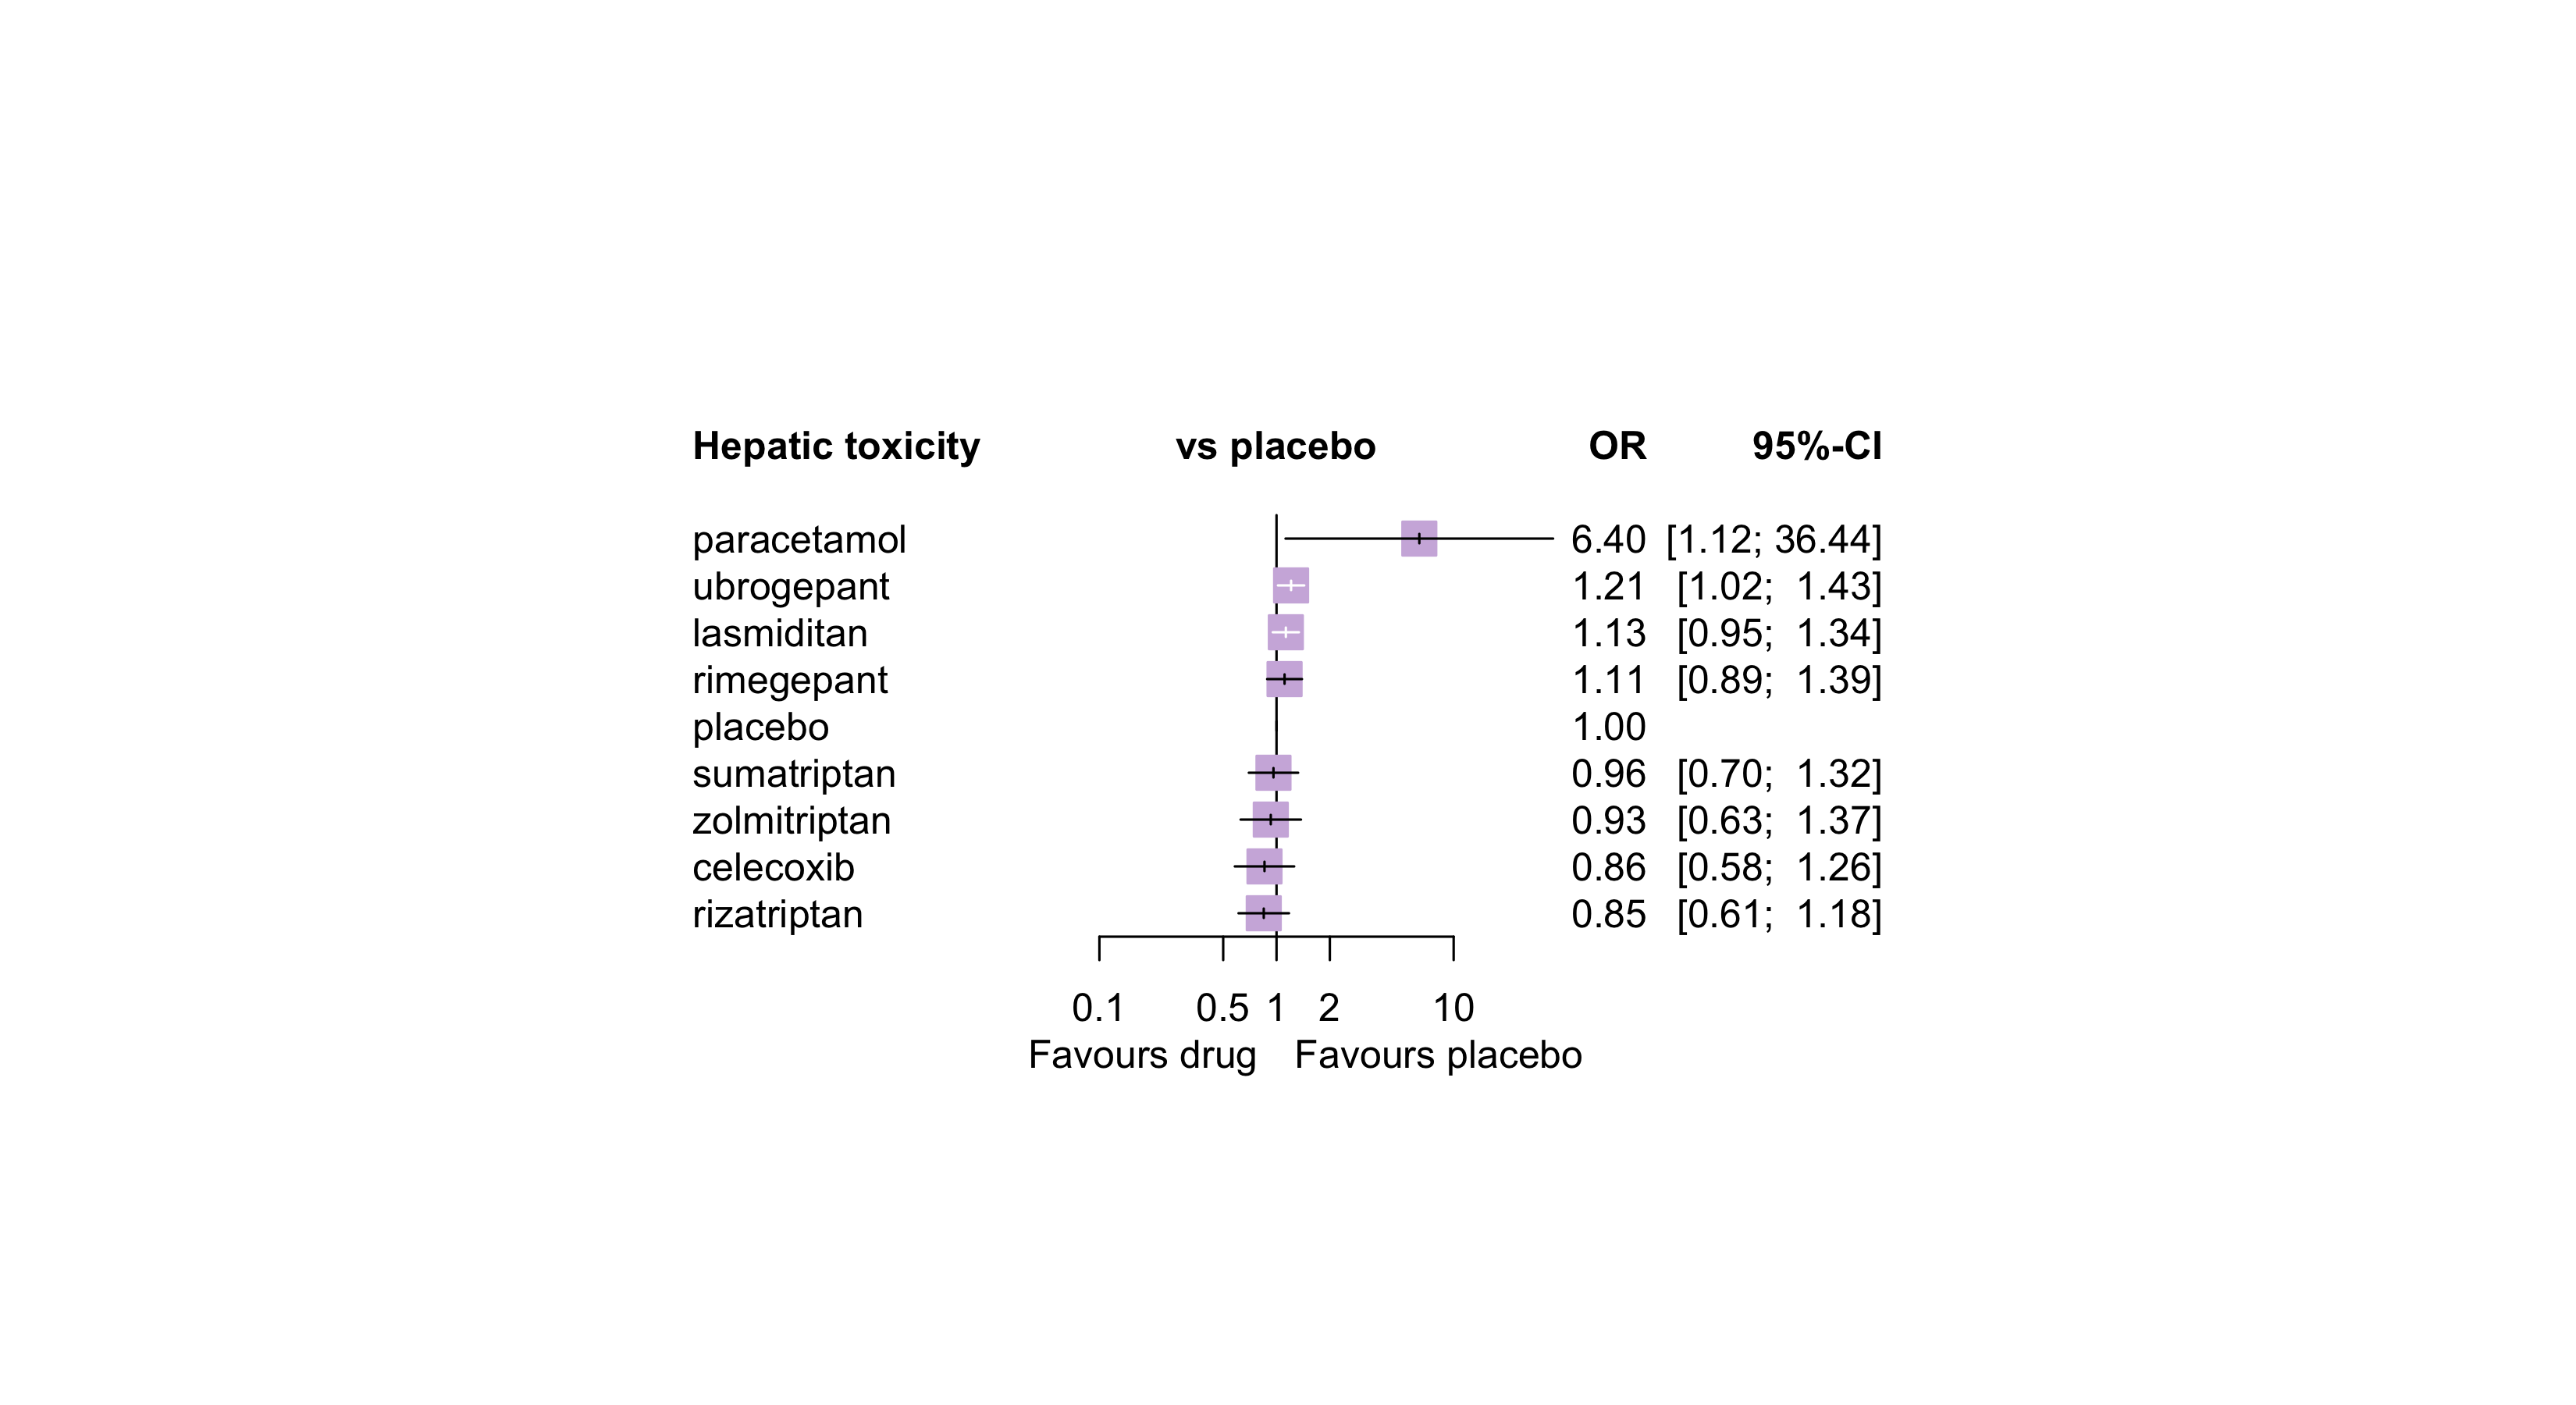 Hepatic toxicity vs placebo OR 95%-CI
paracetamol 6.40 [1.12; 36.44]
ubrogepant 1.21 [1.02; 1.43]
lasmiditan 1.13 [0.95; 1.34]
rimegepant 1.11 [0.89; 1.39]
placebo 1.00
sumatriptan 0.96 [0.70; 1.32]
zolmitriptan 0.93 [0.63; 1.37]
celecoxib 0.86 [0.58; 1.26]
rizatriptan 0.85 [0.61; 1.18]
0.1 0.5 1 2 10
Favours drug Favours placebo